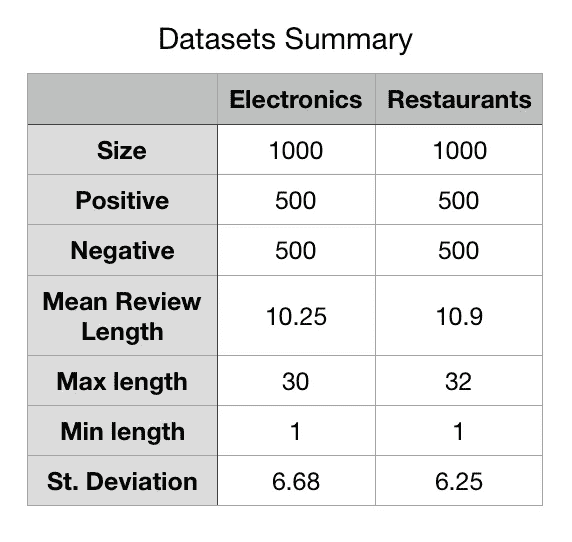 Datasets Summary
Electronics Restaurants
Size 1000 1000
Positive 500 500
Negative 500 500
Mean Review
Length 10.25 10.9
Max length 30 32
Min length 1 1
St. Deviation 6.68 6.25